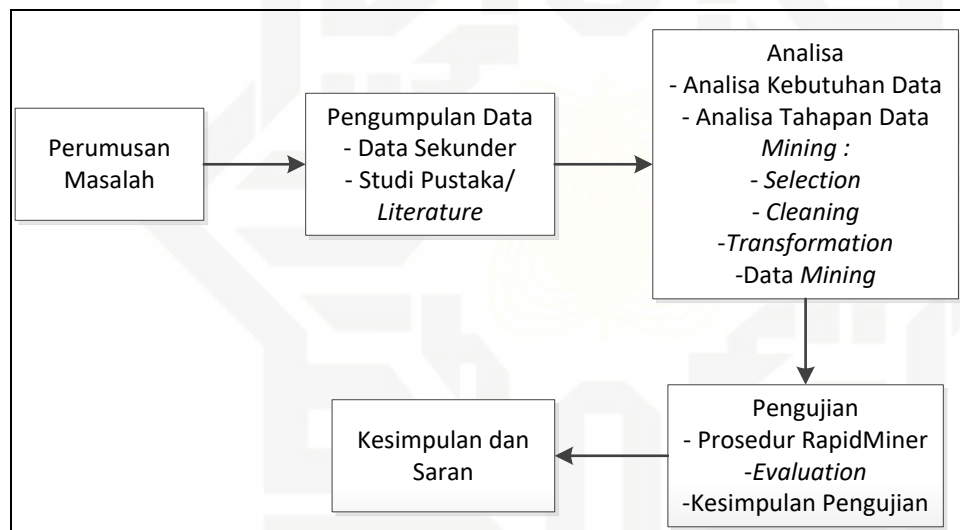 Perumusan
Masalah
Pengumpulan Data
- Data Sekunder
- Studi Pustaka/
Literature
Analisa
- Analisa Kebutuhan Data
- Analisa Tahapan Data
Mining :
- Selection
- Cleaning
-Transformation
-Data Mining
Pengujian
- Prosedur RapidMiner
-Evaluation
-Kesimpulan Pengujian
Kesimpulan dan
Saran